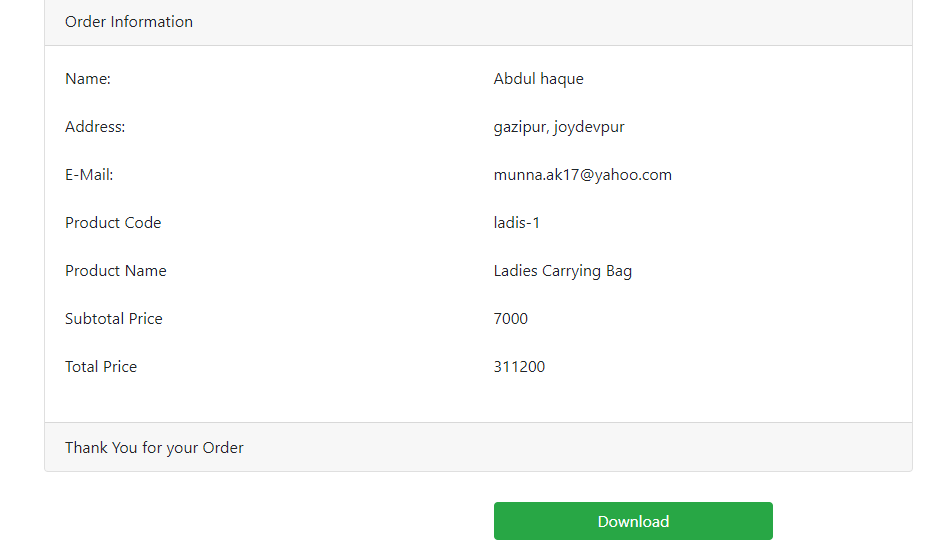 Order Information
Name: Abdul haque
Address: gazipur, joydevpur
E-Mail: munna.ak17@yahoo.com
Product Code ladis-1
Product Name Ladies Carrying Bag
Subtotal Price 7000
Total Price 311200
Thank You for your Order
Download